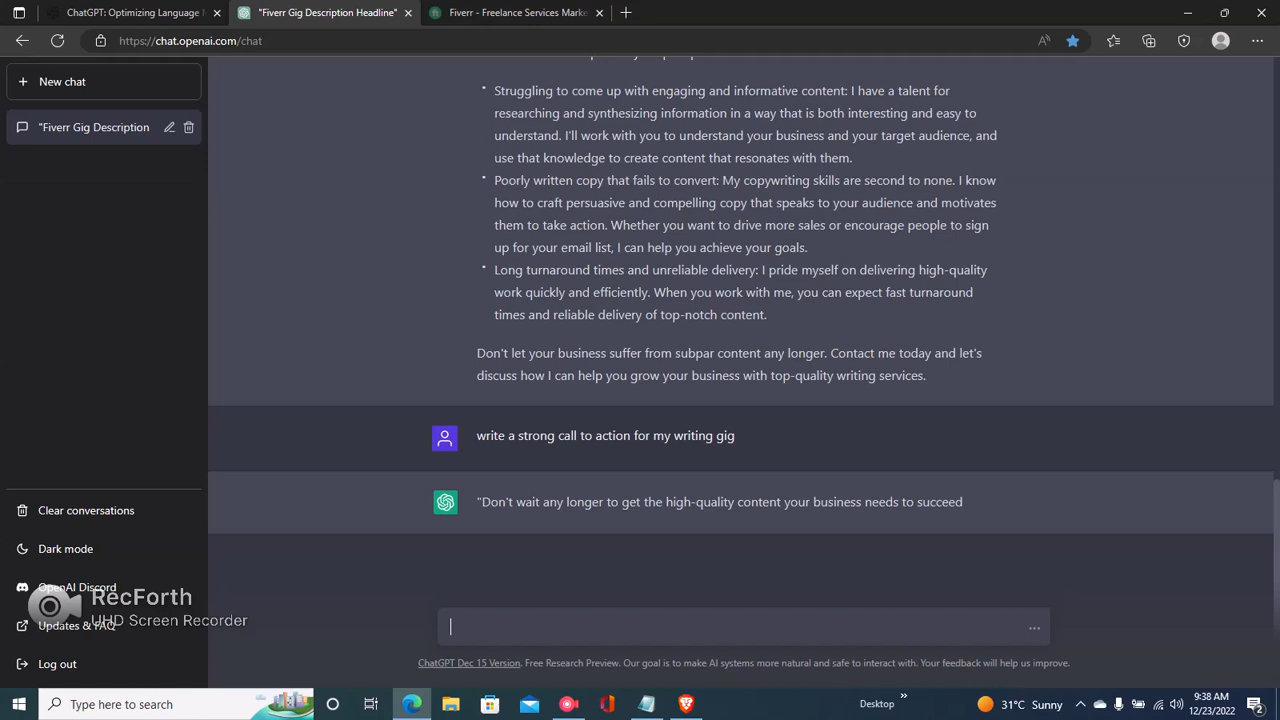 ChatGPT: Optimizing Language
"Fiverr Gig Description Headline"
Fiverr - Freelance Services Marke
https://chat.openai.com/chat
New chat
"Fiverr Gig Description
Struggling to come up with engaging and informative content: I have a talent for
researching and synthesizing information in a way that is both interesting and easy to
understand. I'll work with you to understand your business and your target audience, and
use that knowledge to create content that resonates with them.
Poorly written copy that fails to convert: My copywriting skills are second to none. I know
how to craft persuasive and compelling copy that speaks to your audience and motivates
them to take action. Whether you want to drive more sales or encourage people to sign
up for your email list, I can help you achieve your goals.
Long turnaround times and unreliable delivery: I pride myself on delivering high-quality
work quickly and efficiently. When you work with me, you can expect fast turnaround
times and reliable delivery of top-notch content.
Don't let your business suffer from subpar content any longer. Contact me today and let's
discuss how I can help you grow your business with top-quality writing services.
write a strong call to action for my writing gig
"Don't wait any longer to get the high-quality content your business needs to succeed
Clear conversations
Dark mode
OpenAI Discord
Updates & FAQ
Log out
RecForth
UHD Screen Recorder
ChatGPT Dec 15 Version. Free Research Preview. Our goal is to make AI systems more natural and safe to interact with. Your feedback will help us improve.
Type here to search
Desktop
31°C Sunny
9:38 AM
12/23/2022
2